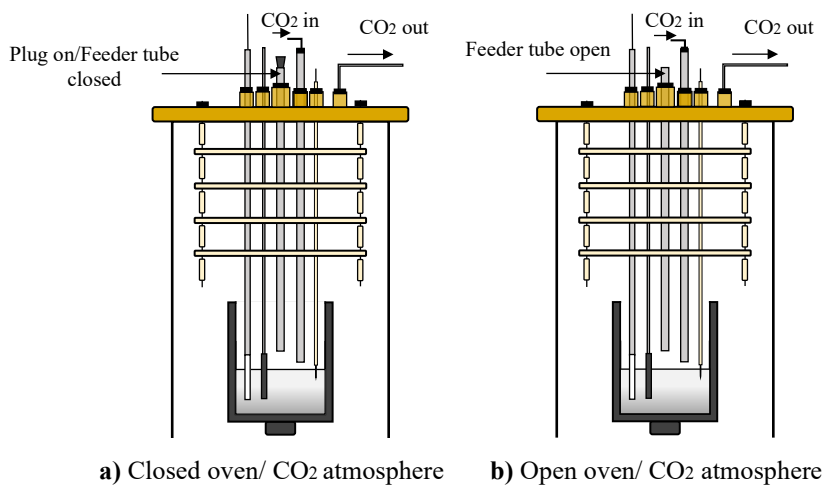 CO2 in
CO2 out
Plug on/Feeder tube
closed
CO2 in
CO2 out
Feeder tube open
a) Closed oven/ CO2 atmosphere
b) Open oven/ CO2 atmosphere